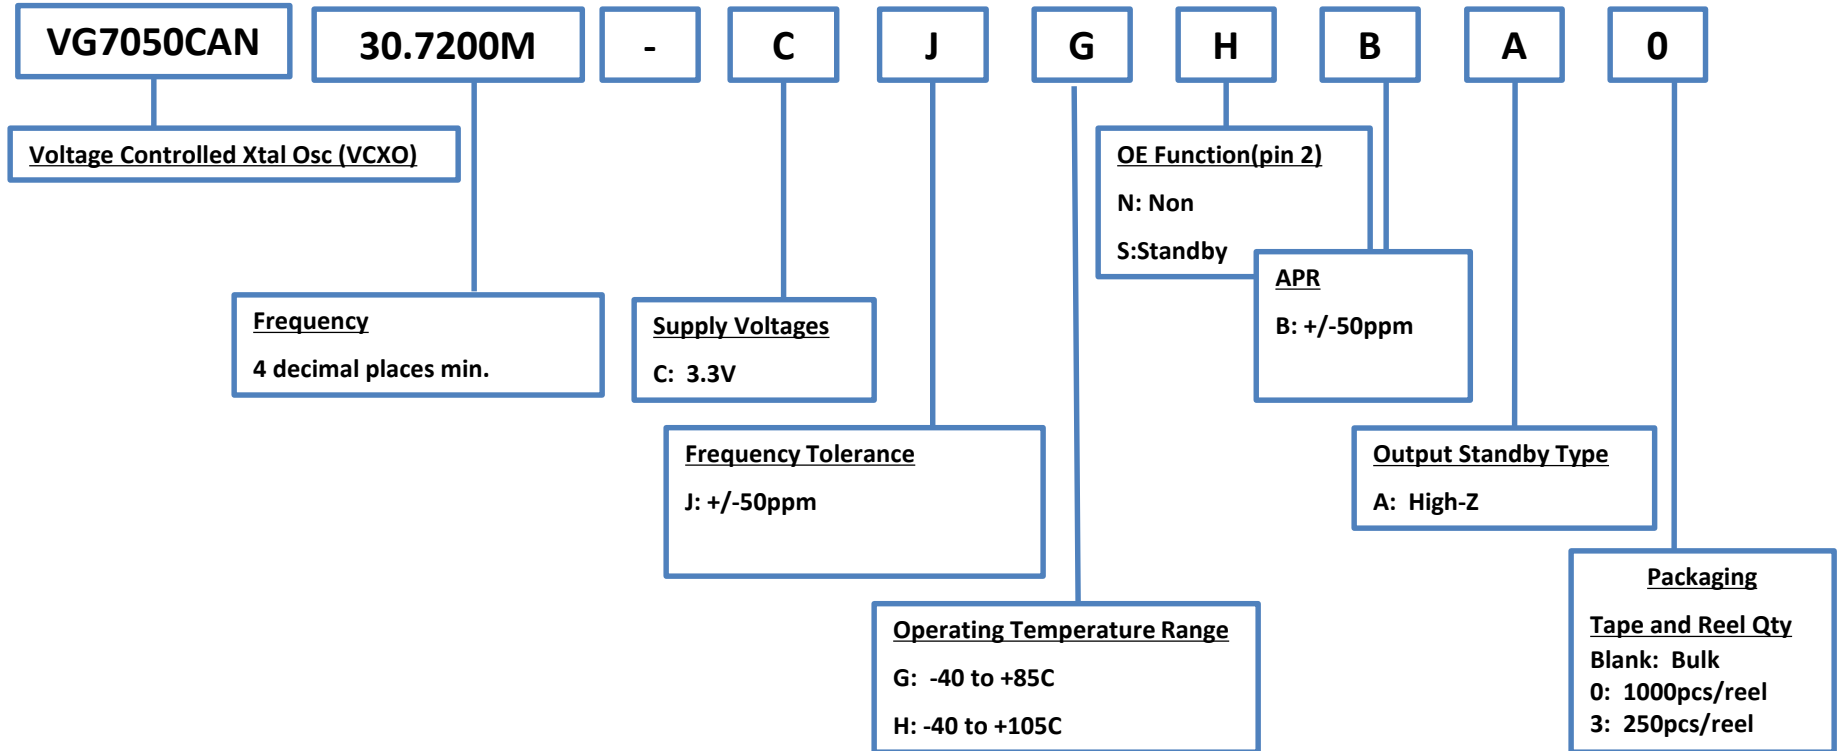 VG7050CAN 30.7200M - C J G H B A 0
Voltage Controlled Xtal Osc (VCXO)
OE Function(pin 2)
N: Non
S:Standby
APR
B: +/-50ppm
Frequency
4 decimal places min.
Supply Voltages
C: 3.3V
Frequency Tolerance
J: +/-50ppm
Output Standby Type
A: High-Z
Operating Temperature Range
G: -40 to +85C
H: -40 to +105C
Packaging
Tape and Reel Qty
Blank: Bulk
0: 1000pcs/reel
3: 250pcs/reel